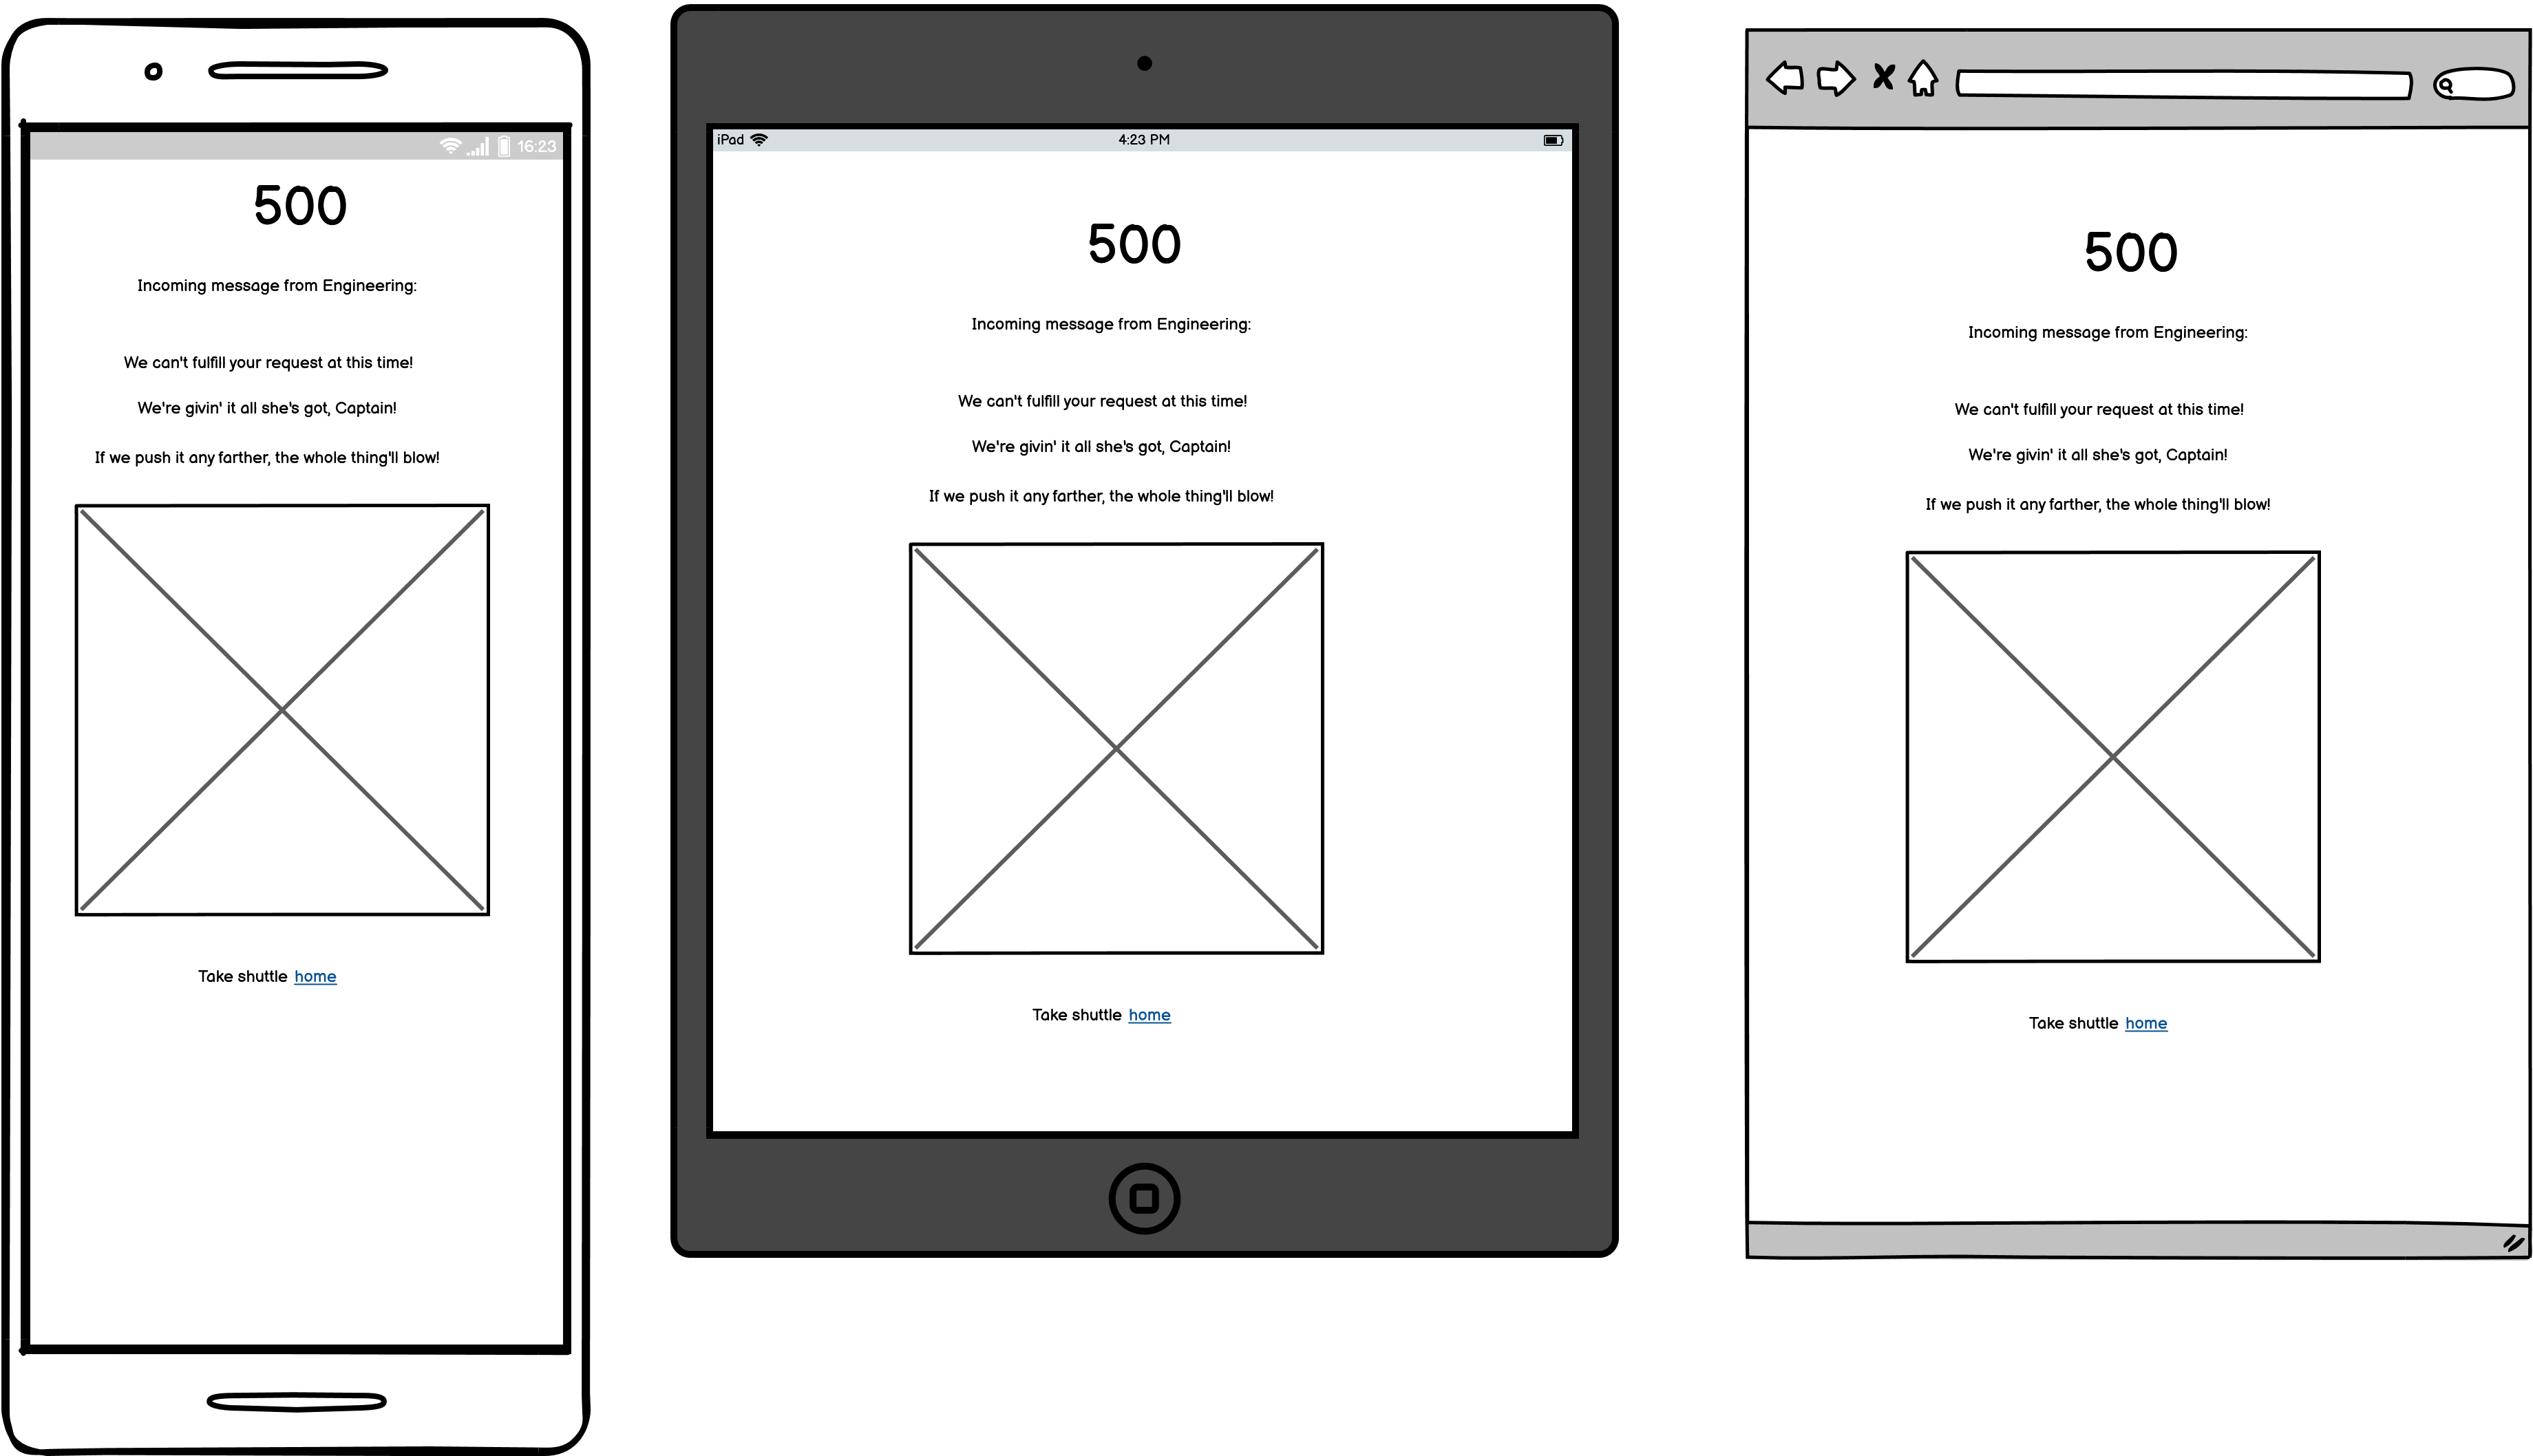 16:23
500
Incoming message from Engineering:
We can't fulfill your request at this time!
We're givin' it all she's got, Captain!
If we push it any farther, the whole thing'll blow!
Take shuttle home
iPad 4:23 PM
500
Incoming message from Engineering:
We can't fulfill your request at this time!
We're givin' it all she's got, Captain!
If we push it any farther, the whole thing'll blow!
Take shuttle home
500
Incoming message from Engineering:
We can't fulfill your request at this time!
We're givin' it all she's got, Captain!
If we push it any farther, the whole thing'll blow!
Take shuttle home